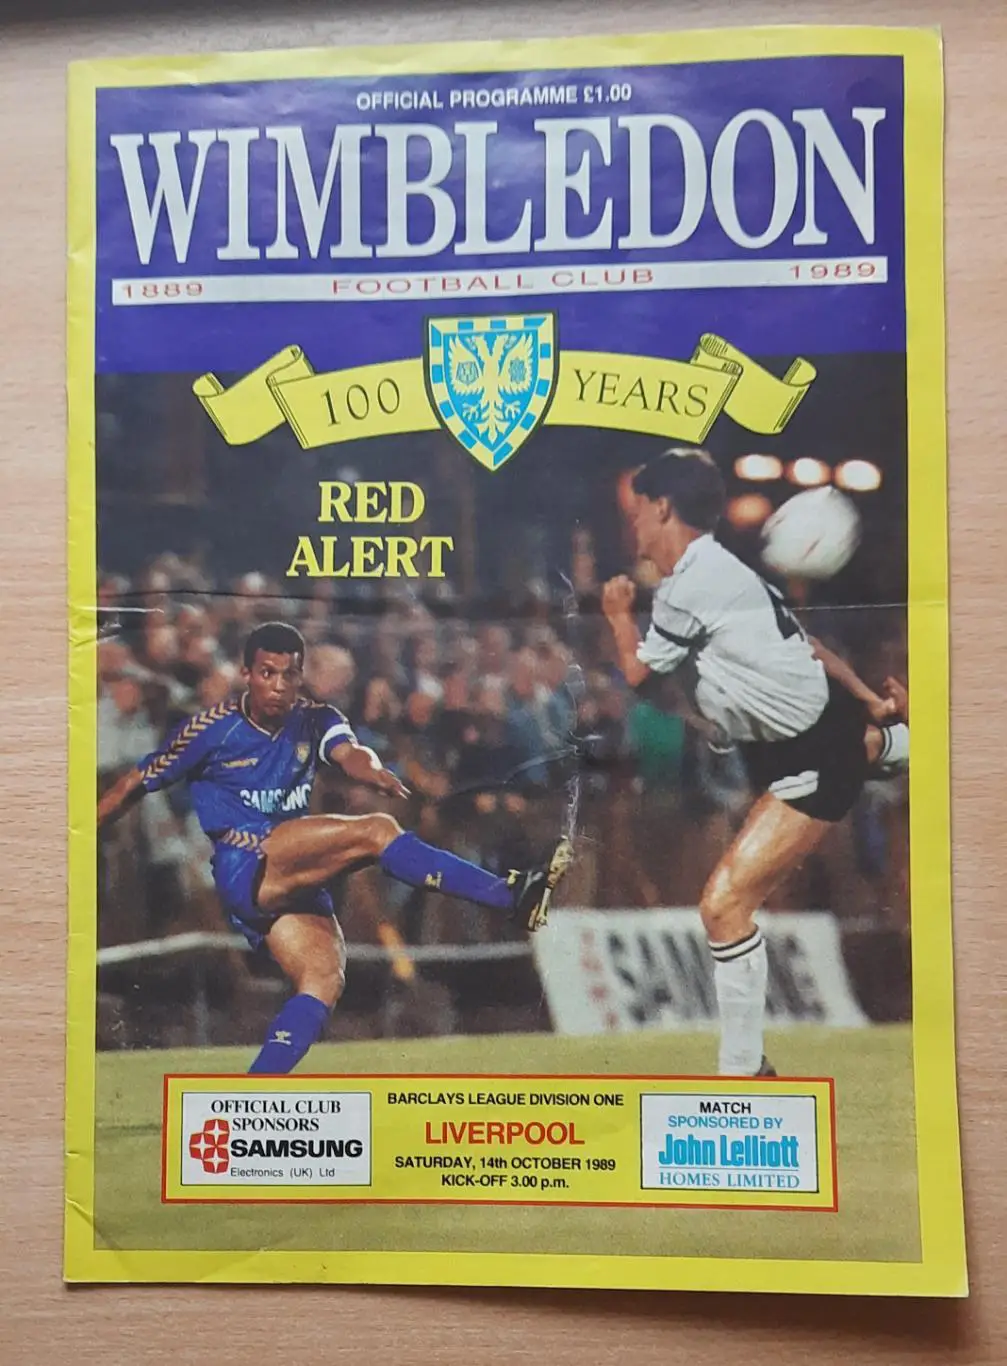 OFFICIAL PROGRAMME £1.00
WIMBLEDON
1889 FOOTBALL CLUB 1989
100 YEARS
RED
ALERT
SAMSUNG
SAMSUNG
OFFICIAL CLUB
SPONSORS
SAMSUNG
Electronics (UK) Ltd
BARCLAYS LEAGUE DIVISION ONE
LIVERPOOL
SATURDAY, 14th OCTOBER 1989
KICK-OFF 3.00 p.m.
MATCH
SPONSORED BY
John Lelliott
HOMES LIMITED